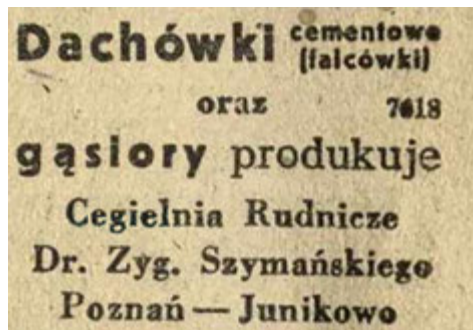 Dachówki cementowe
(falcówki)
oraz 7618
gąsiory produkuje
Cegielnia Rudnicze
Dr. Zyg. Szymańskiego
Poznań — Junikowo